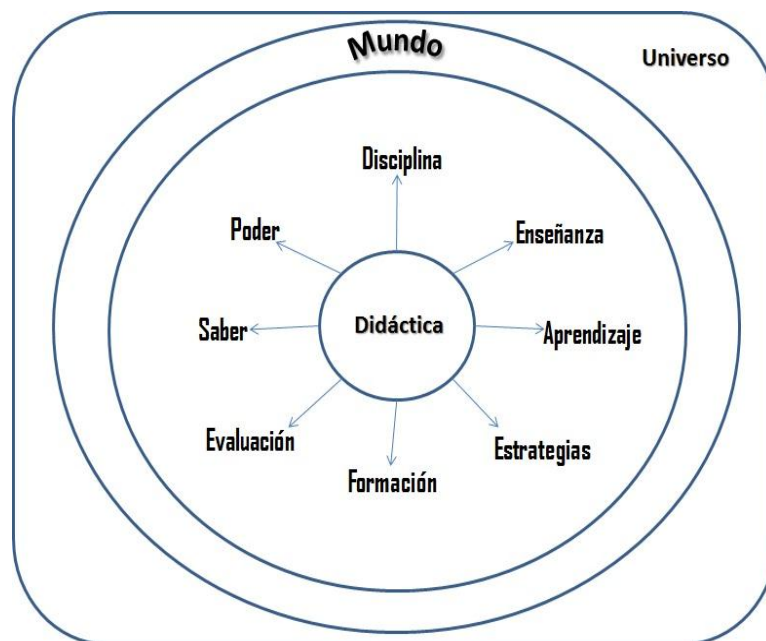 Mundo
Universo
Disciplina
Poder
Enseñanza
Saber
Didáctica
Aprendizaje
Evaluación
Estrategias
Formación